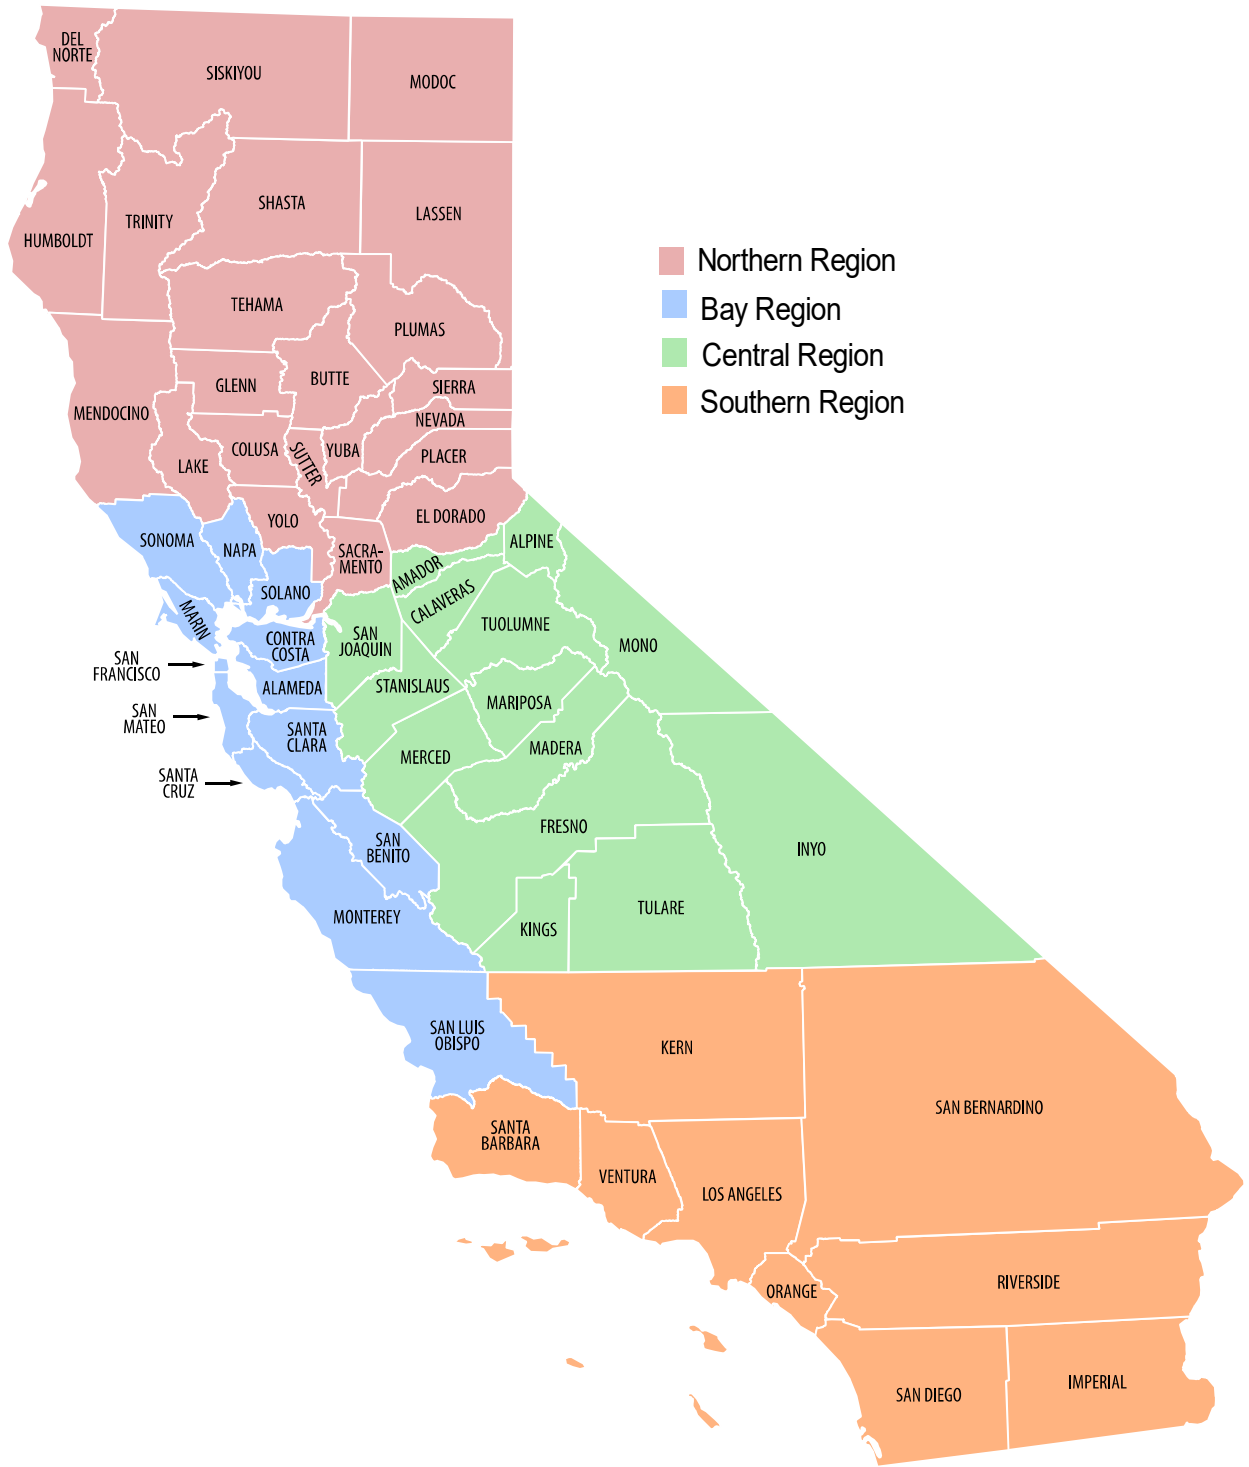 DEL
NORTE
SISKIYOU
MODOC
HUMBOLDT
TRINITY
SHASTA
LASSEN
Northern Region
Bay Region
Central Region
Southern Region
TEHAMA
PLUMAS
GLENN
BUTTE
SIERRA
MENDOCINO
NEVADA
COLUSA
SUTTER
YUBA
PLACER
LAKE
YOLO
EL DORADO
SONOMA
NAPA
SACRA-
MENTO
ALPINE
AMADOR
SOLANO
CALAVERAS
MARIN
TUOLUMNE
CONTRA
COSTA
SAN
JOAQUIN
MONO
SAN
FRANCISCO
ALAMEDA
STANISLAUS
MARIPOSA
SAN
MATEO
SANTA
CLARA
MERCED
MADERA
SANTA
CRUZ
FRESNO
SAN
BENITO
INYO
MONTEREY
KINGS
TULARE
SAN LUIS
OBISPO
KERN
SAN BERNARDINO
SANTA
BARBARA
VENTURA
LOS ANGELES
ORANGE
RIVERSIDE
SAN DIEGO
IMPERIAL